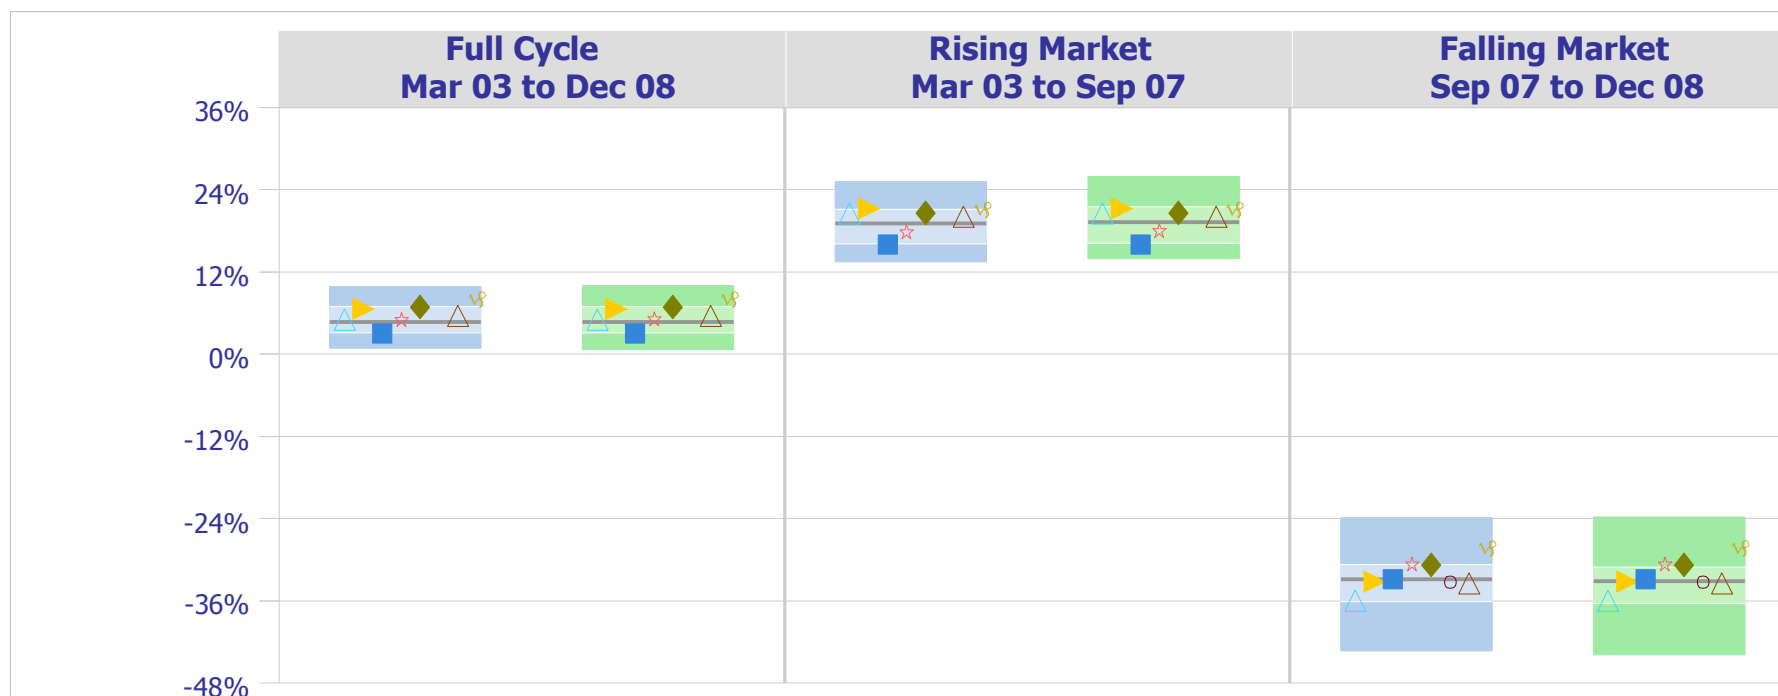 Full Cycle
Mar 03 to Dec 08
Rising Market
Mar 03 to Sep 07
Falling Market
Sep 07 to Dec 08
36%
24%
12%
0%
-12%
-24%
-36%
-48%